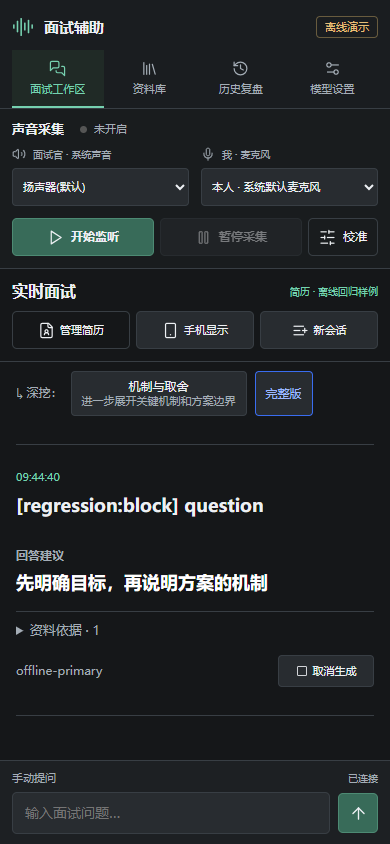 面试辅助
离线演示
面试工作区
资料库
历史复盘
模型设置
声音采集
未开启
面试官 · 系统声音
我 · 麦克风
扬声器(默认)
本人 · 系统默认麦克风
开始监听
暂停采集
校准
实时面试
简历 · 离线回归样例
管理简历
手机显示
新会话
↳ 深挖：
机制与取舍
进一步展开关键机制和方案边界
完整版
09:44:40
[regression:block] question
回答建议
先明确目标，再说明方案的机制
▶ 资料依据 · 1
offline-primary
取消生成
手动提问
已连接
输入面试问题...